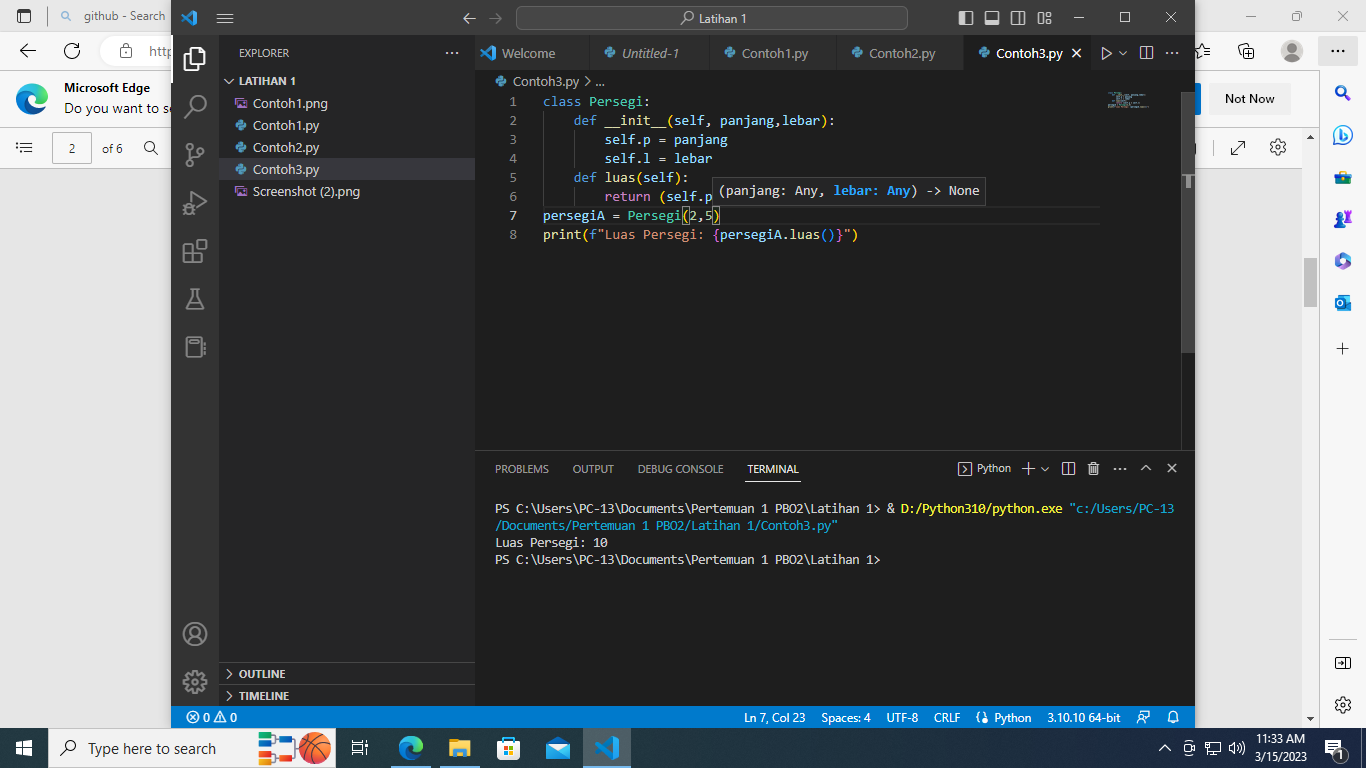 github - Search
Latihan 1
http
Microsoft Edge
Do you want to s
Not Now
2 of 6
EXPLORER
LATIHAN 1
Contoh1.png
Contoh1.py
Contoh2.py
Contoh3.py
Screenshot (2).png
OUTLINE
TIMELINE
Welcome
Untitled-1
Contoh1.py
Contoh2.py
Contoh3.py
Contoh3.py > ...
1 class Persegi:
2 def __init__(self, panjang,lebar):
3 self.p = panjang
4 self.l = lebar
5 def luas(self):
6 return (self.p
(panjang: Any, lebar: Any) -> None
7 persegiA = Persegi(2,5)
8 print(f"Luas Persegi: {persegiA.luas()}")
PROBLEMS OUTPUT DEBUG CONSOLE TERMINAL
Python
PS C:\Users\PC-13\Documents\Pertemuan 1 PBO2\Latihan 1> & D:/Python310/python.exe "c:/Users/PC-13
/Documents/Pertemuan 1 PBO2/Latihan 1/Contoh3.py"
Luas Persegi: 10
PS C:\Users\PC-13\Documents\Pertemuan 1 PBO2\Latihan 1>
0 0
Ln 7, Col 23 Spaces: 4 UTF-8 CRLF Python 3.10.10 64-bit
Type here to search
11:33 AM
3/15/2023
1